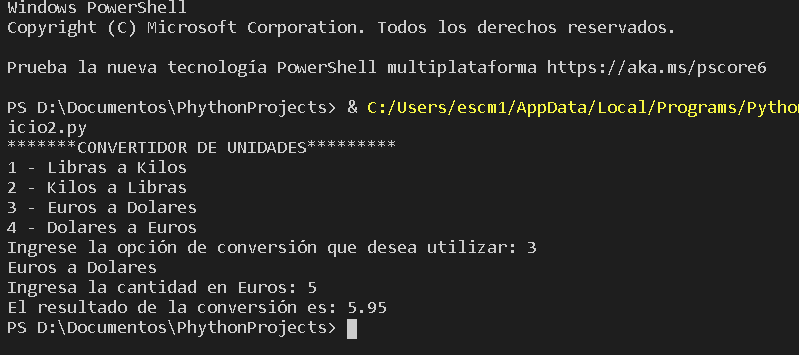 Windows PowerShell
Copyright (C) Microsoft Corporation. Todos los derechos reservados.
Prueba la nueva tecnología PowerShell multiplataforma https://aka.ms/pscore6
PS D:\Documentos\PhythonProjects> & C:/Users/escm1/AppData/Local/Programs/Pytho
icio2.py
*******CONVERTIDOR DE UNIDADES*********
1 - Libras a Kilos
2 - Kilos a Libras
3 - Euros a Dolares
4 - Dolares a Euros
Ingrese la opción de conversión que desea utilizar: 3
Euros a Dolares
Ingresa la cantidad en Euros: 5
El resultado de la conversión es: 5.95
PS D:\Documentos\PhythonProjects>